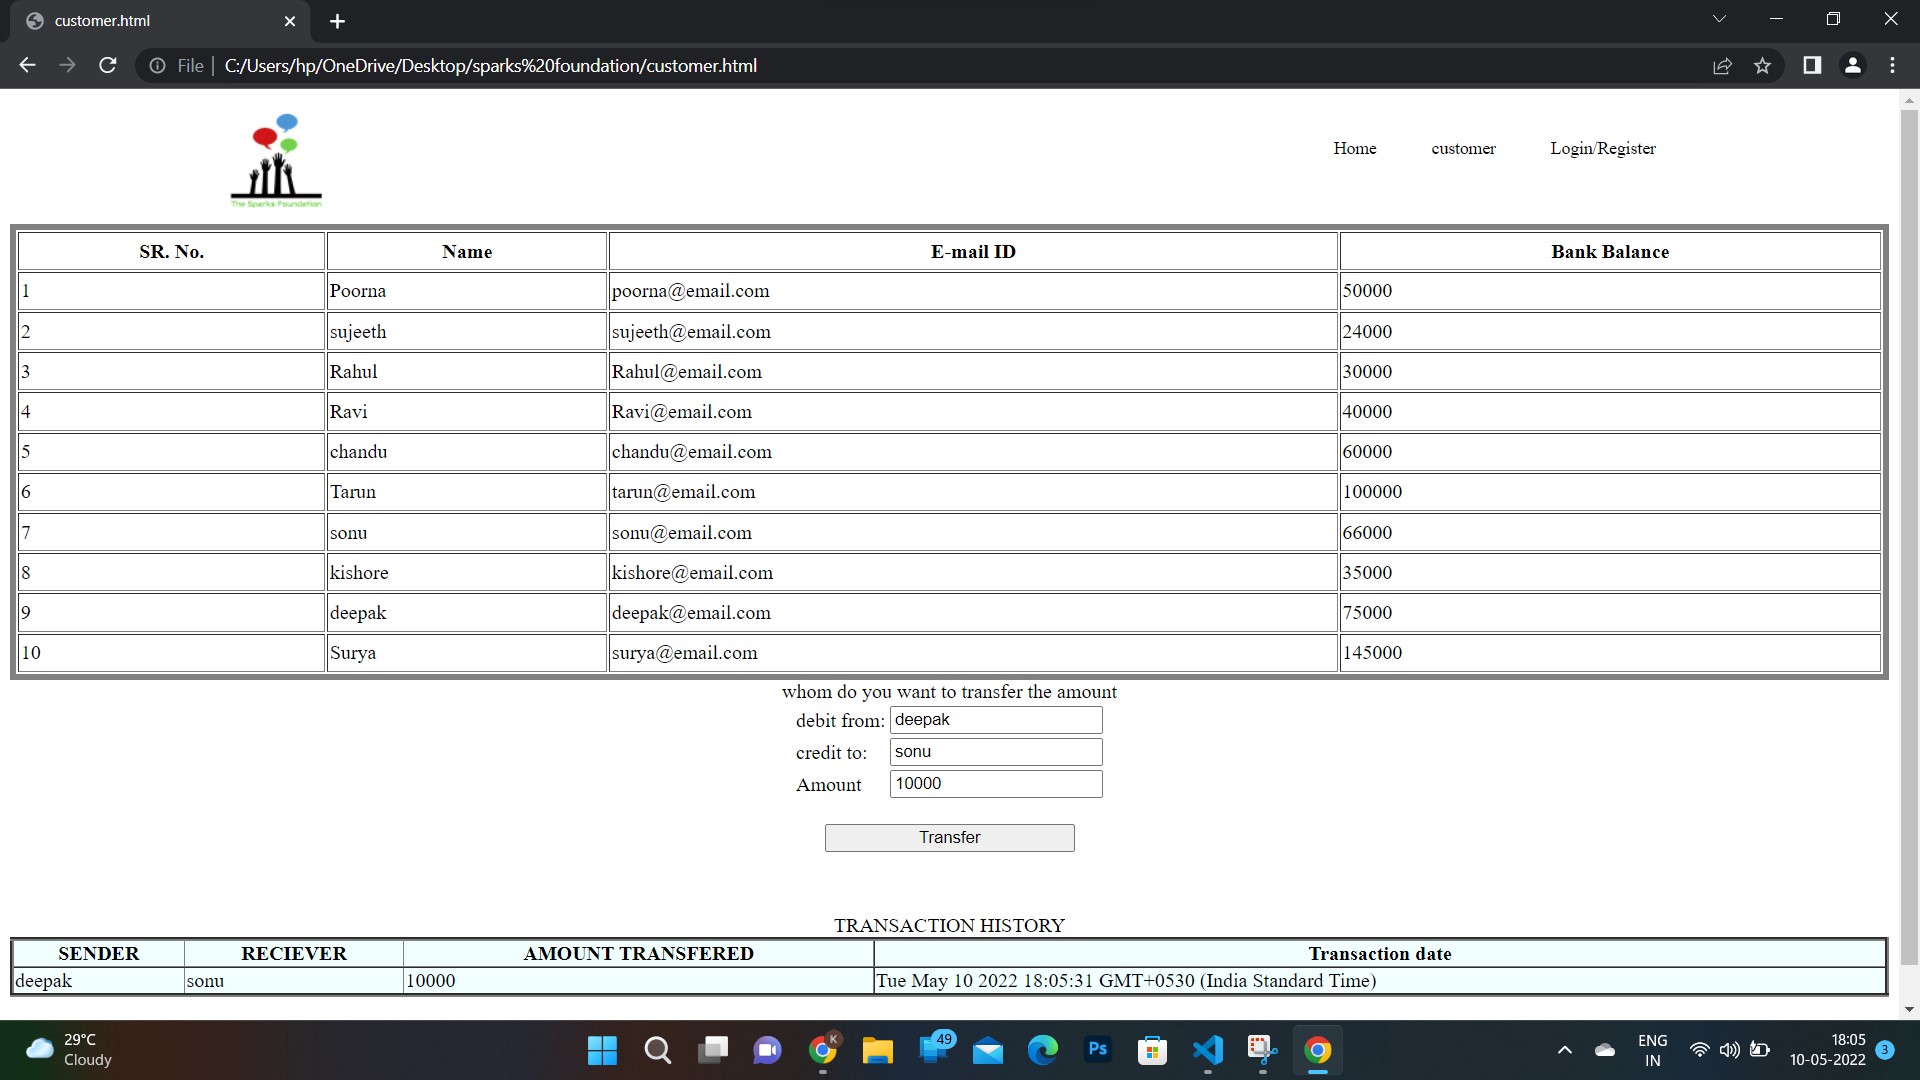 customer.html
File
C:/Users/hp/OneDrive/Desktop/sparks%20foundation/customer.html
The Sparks Foundation
Home customer Login/Register
SR. No. Name E-mail ID Bank Balance
1 Poorna poorna@email.com 50000
2 sujeeth sujeeth@email.com 24000
3 Rahul Rahul@email.com 30000
4 Ravi Ravi@email.com 40000
5 chandu chandu@email.com 60000
6 Tarun tarun@email.com 100000
7 sonu sonu@email.com 66000
8 kishore kishore@email.com 35000
9 deepak deepak@email.com 75000
10 Surya surya@email.com 145000
whom do you want to transfer the amount
debit from: deepak
credit to: sonu
Amount 10000
Transfer
TRANSACTION HISTORY
SENDER RECIEVER AMOUNT TRANSFERED Transaction date
deepak sonu 10000 Tue May 10 2022 18:05:31 GMT+0530 (India Standard Time)
29°C
Cloudy
K
49
Ps
ENG
IN
18:05
10-05-2022
3